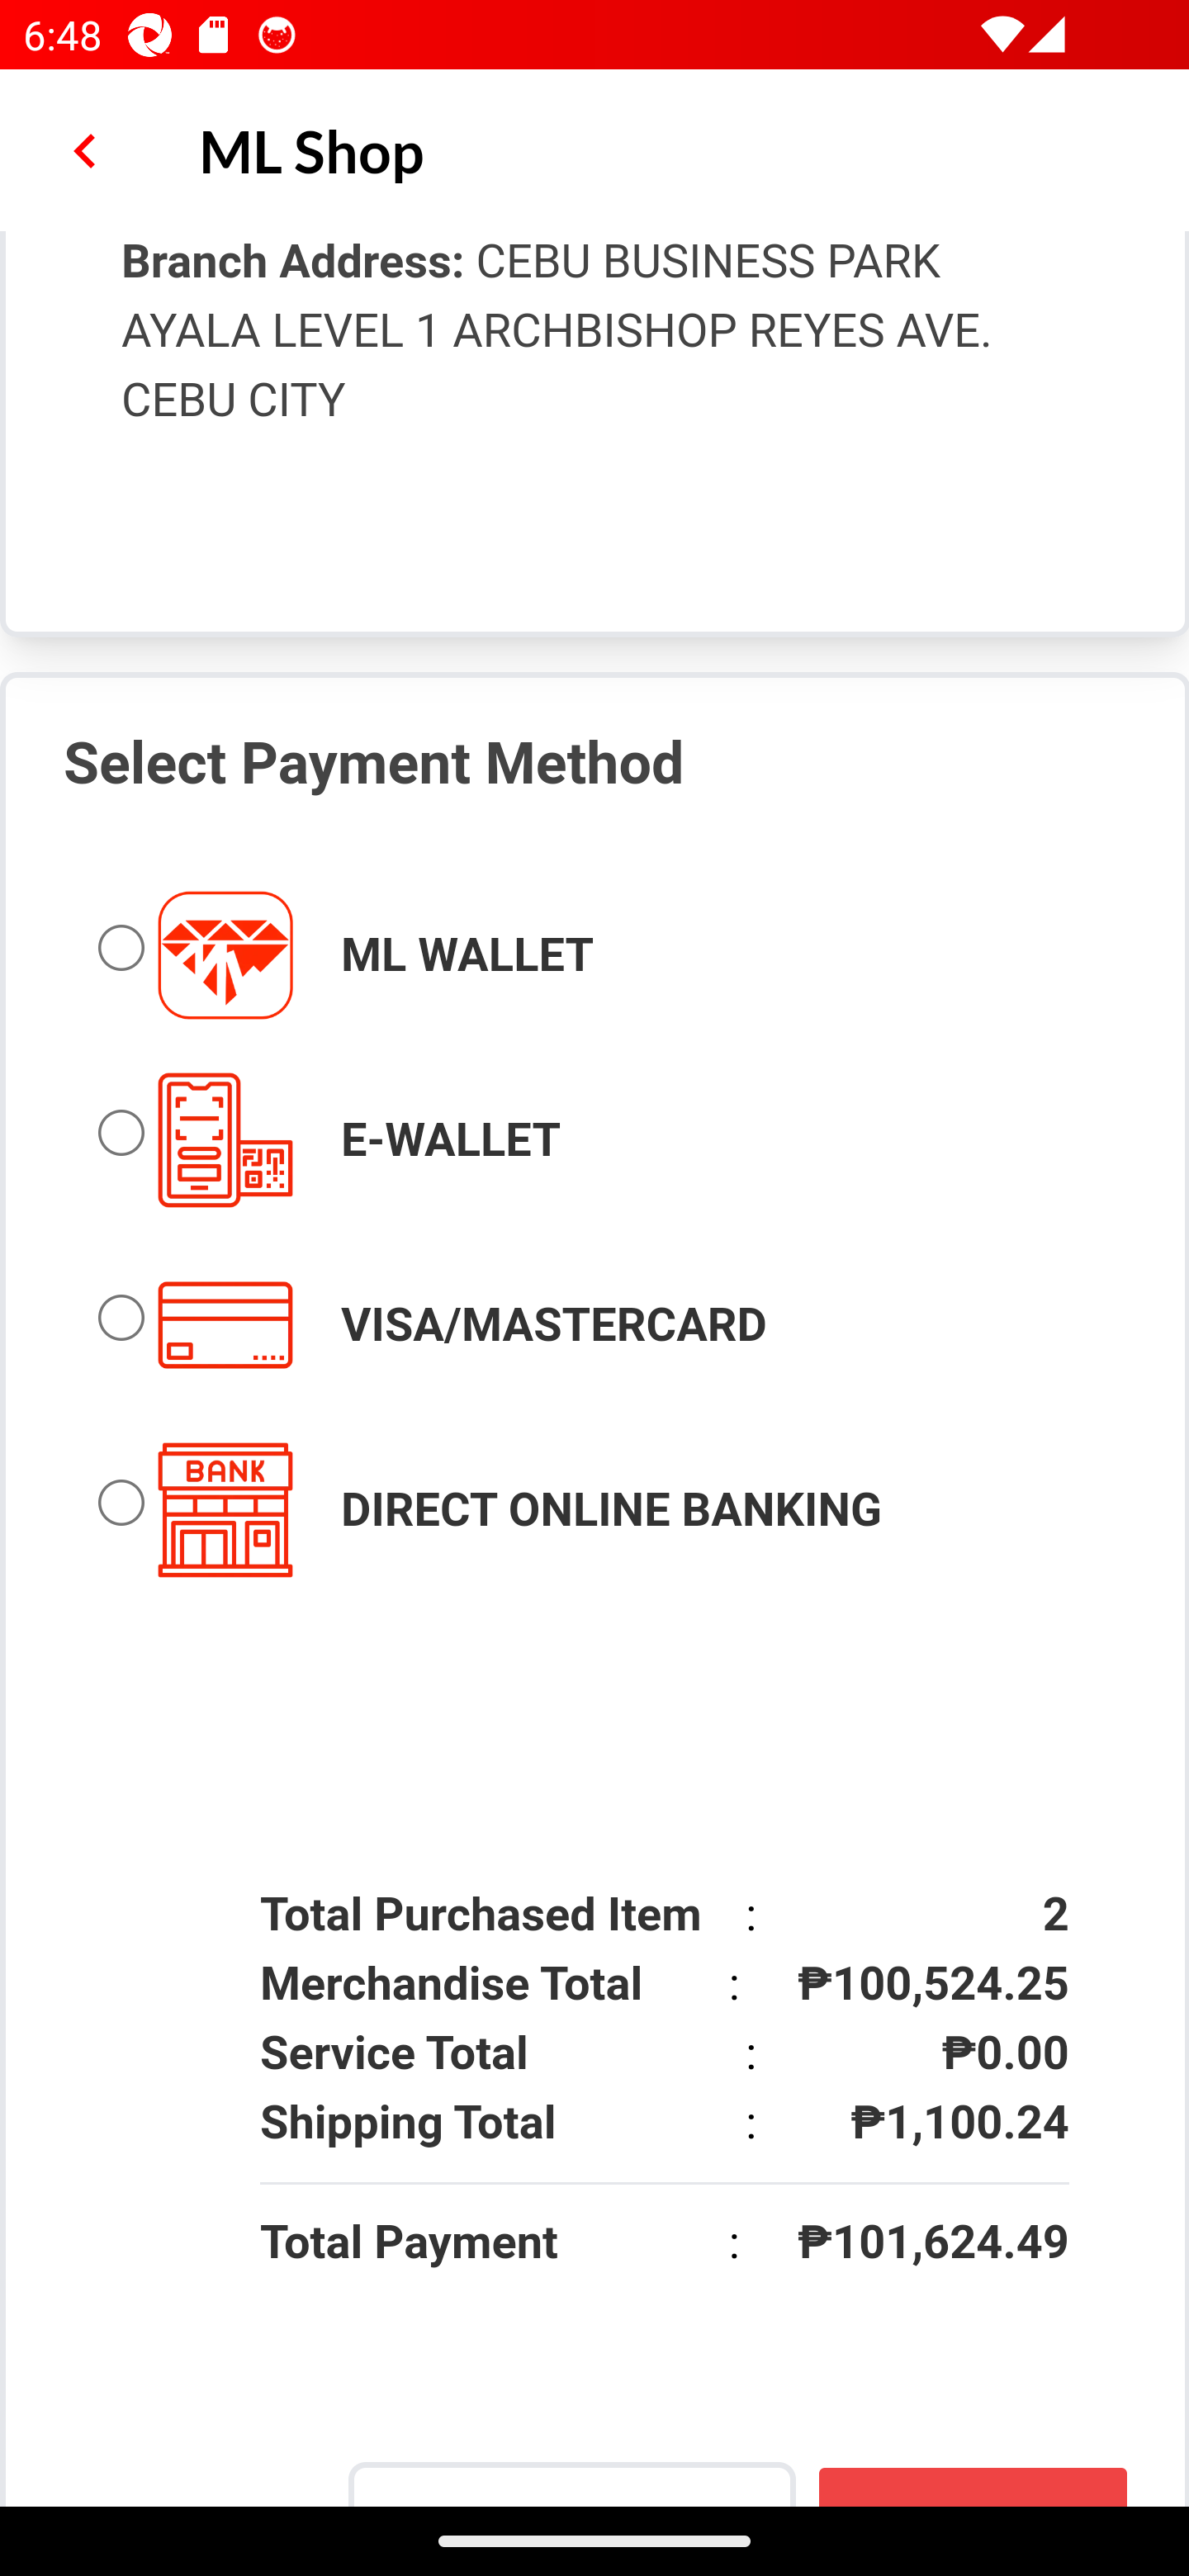 6:48
ML Shop
Branch Address: CEBU BUSINESS PARK
AYALA LEVEL 1 ARCHBISHOP REYES AVE.
CEBU CITY
Select Payment Method
ML WALLET
E-WALLET
VISA/MASTERCARD
BANK
DIRECT ONLINE BANKING
Total Purchased Item : 2
Merchandise Total : ₱100,524.25
Service Total : ₱0.00
Shipping Total : ₱1,100.24
Total Payment : ₱101,624.49